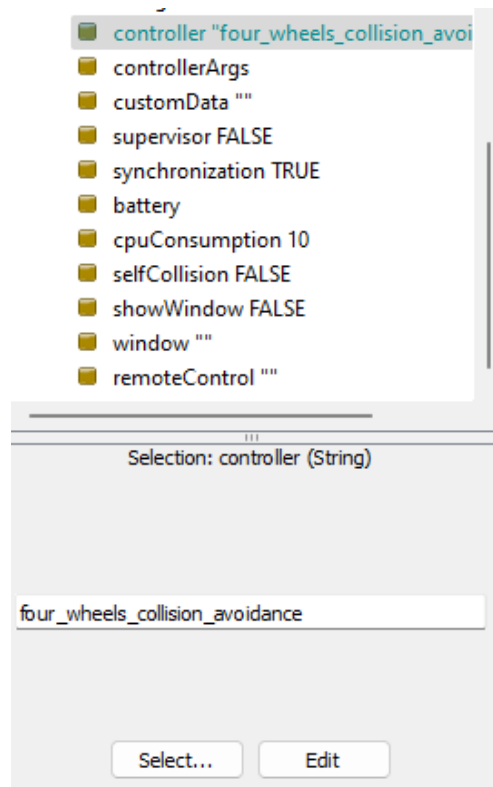 controller "four_wheels_collision_avoi
controllerArgs
customData ""
supervisor FALSE
synchronization TRUE
battery
cpuConsumption 10
selfCollision FALSE
showWindow FALSE
window ""
remoteControl ""
Selection: controller (String)
four_wheels_collision_avoidance
Select... Edit